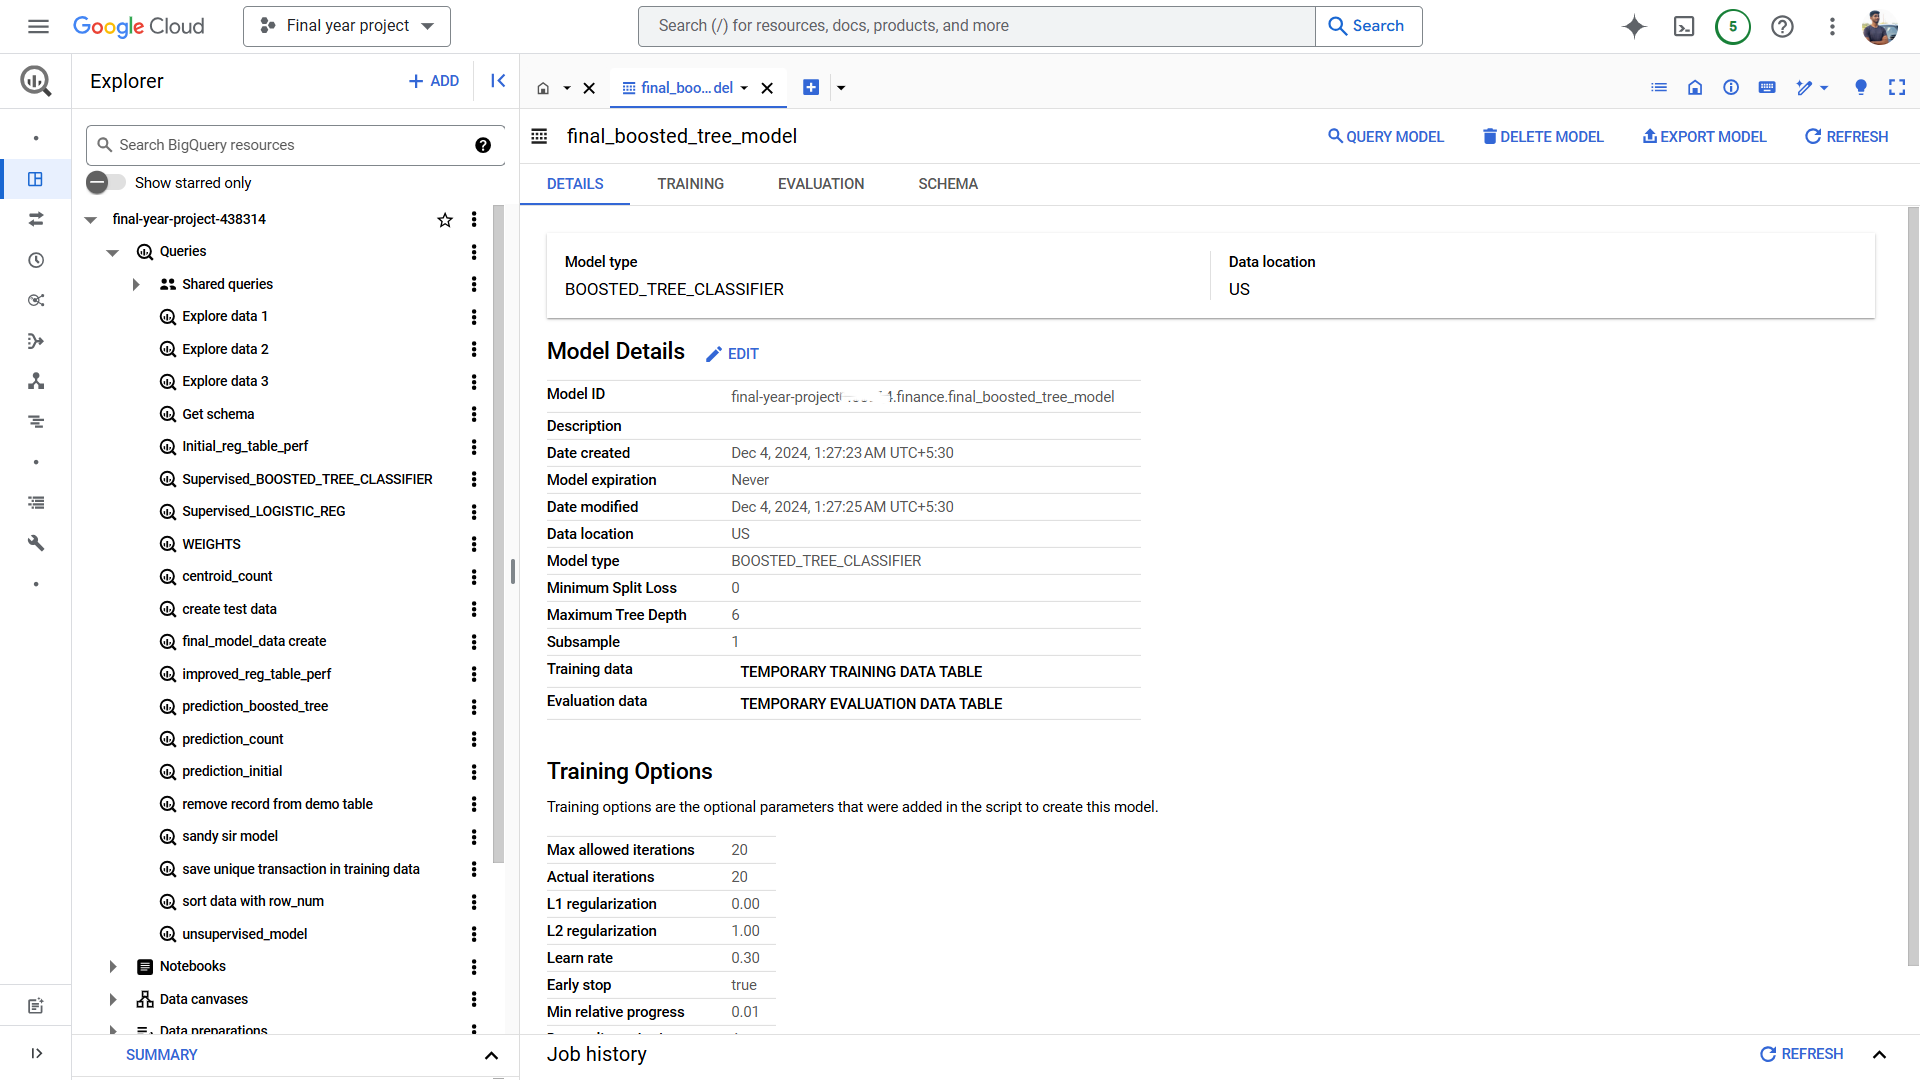 Google Cloud
Final year project
Search (/) for resources, docs, products, and more
Search
5
Explorer
ADD
final_boo... del
Search BigQuery resources
Show starred only
final-year-project-438314
Queries
Shared queries
Explore data 1
Explore data 2
Explore data 3
Get schema
Initial_reg_table_perf
Supervised_BOOSTED_TREE_CLASSIFIER
Supervised_LOGISTIC_REG
WEIGHTS
centroid_count
create test data
final_model_data create
improved_reg_table_perf
prediction_boosted_tree
prediction_count
prediction_initial
remove record from demo table
sandy sir model
save unique transaction in training data
sort data with row_num
unsupervised_model
Notebooks
Data canvases
Data preparations
SUMMARY
final_boosted_tree_model
QUERY MODEL
DELETE MODEL
EXPORT MODEL
REFRESH
DETAILS
TRAINING
EVALUATION
SCHEMA
Model type
BOOSTED_TREE_CLASSIFIER
Data location
US
Model Details
EDIT
Model ID final-year-project .finance.final_boosted_tree_model
Description
Date created Dec 4, 2024, 1:27:23 AM UTC+5:30
Model expiration Never
Date modified Dec 4, 2024, 1:27:25 AM UTC+5:30
Data location US
Model type BOOSTED_TREE_CLASSIFIER
Minimum Split Loss 0
Maximum Tree Depth 6
Subsample 1
Training data TEMPORARY TRAINING DATA TABLE
Evaluation data TEMPORARY EVALUATION DATA TABLE
Training Options
Training options are the optional parameters that were added in the script to create this model.
Max allowed iterations 20
Actual iterations 20
L1 regularization 0.00
L2 regularization 1.00
Learn rate 0.30
Early stop true
Min relative progress 0.01
Job history
REFRESH